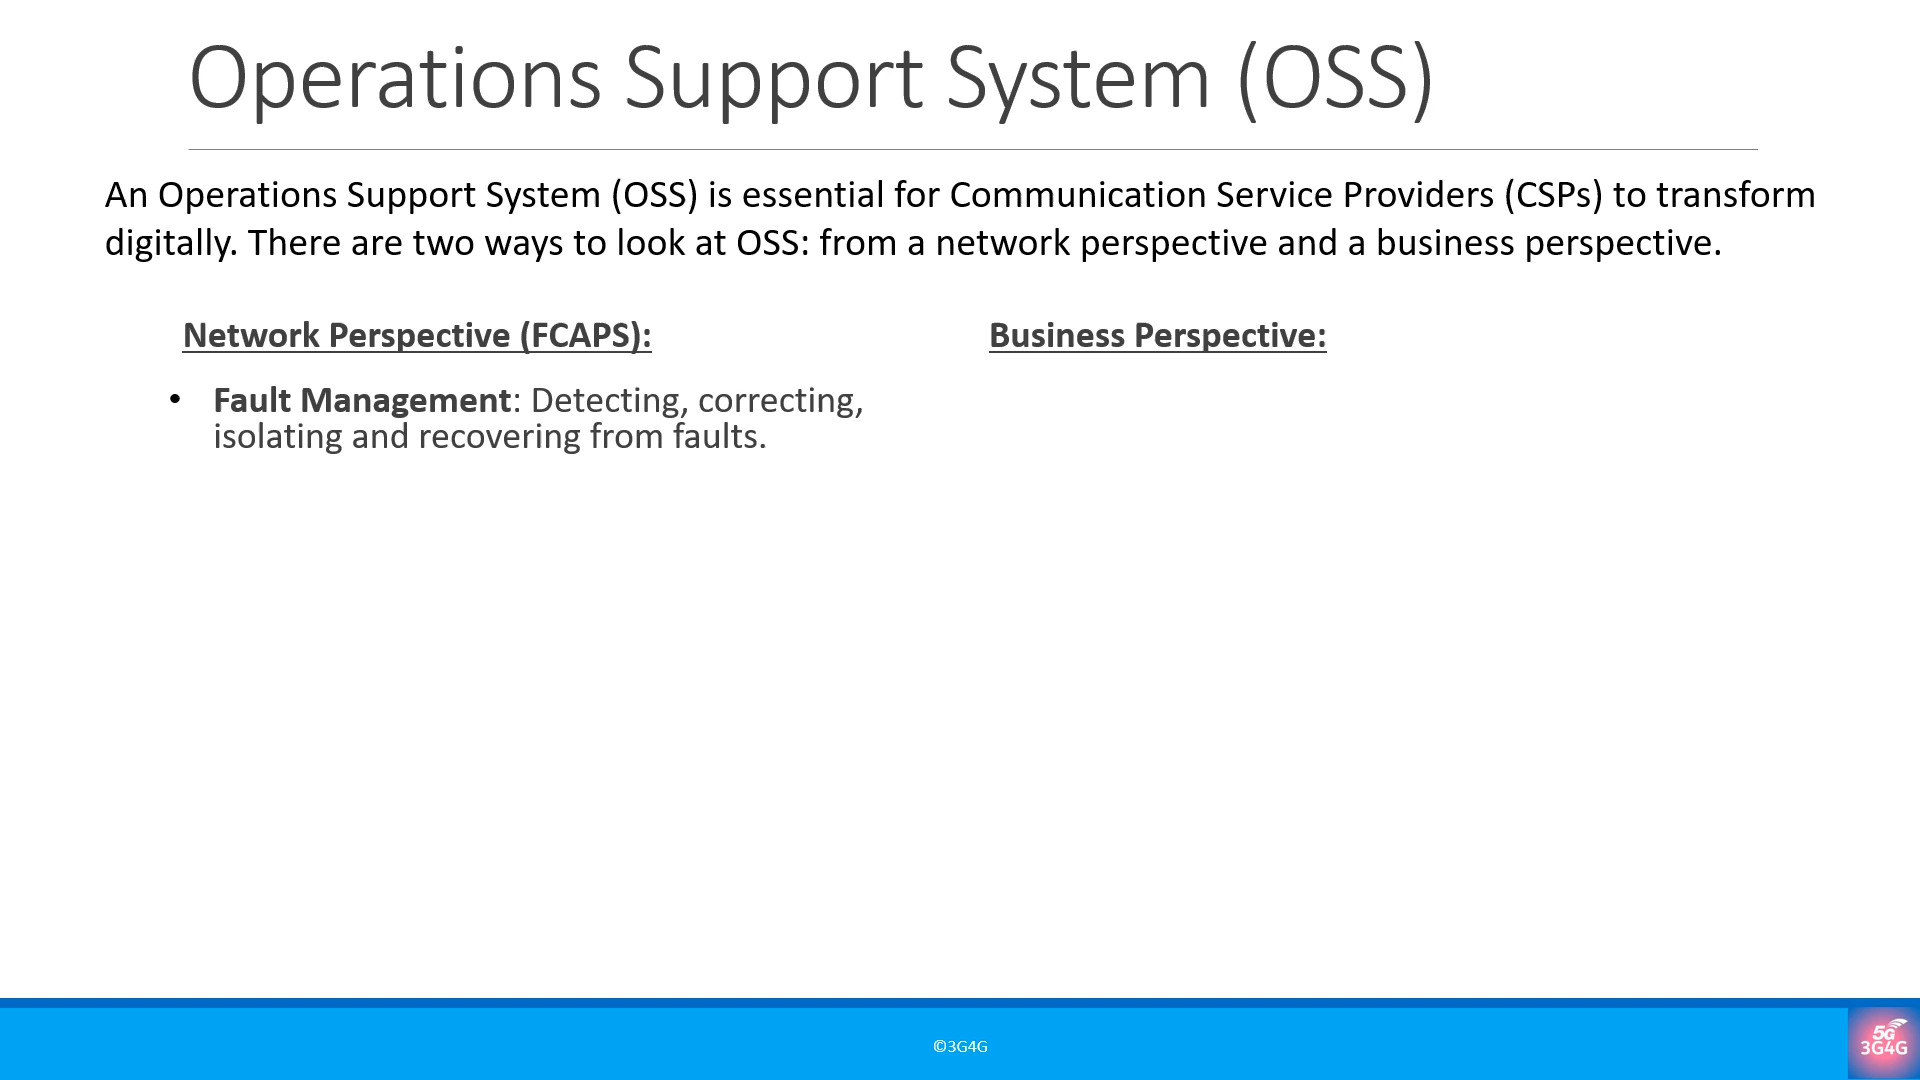 Operations Support System (OSS)
An Operations Support System (OSS) is essential for Communication Service Providers (CSPs) to transform
digitally. There are two ways to look at OSS: from a network perspective and a business perspective.
Network Perspective (FCAPS):
• Fault Management: Detecting, correcting,
isolating and recovering from faults.
Business Perspective:
©3G4G
5G
3G4G